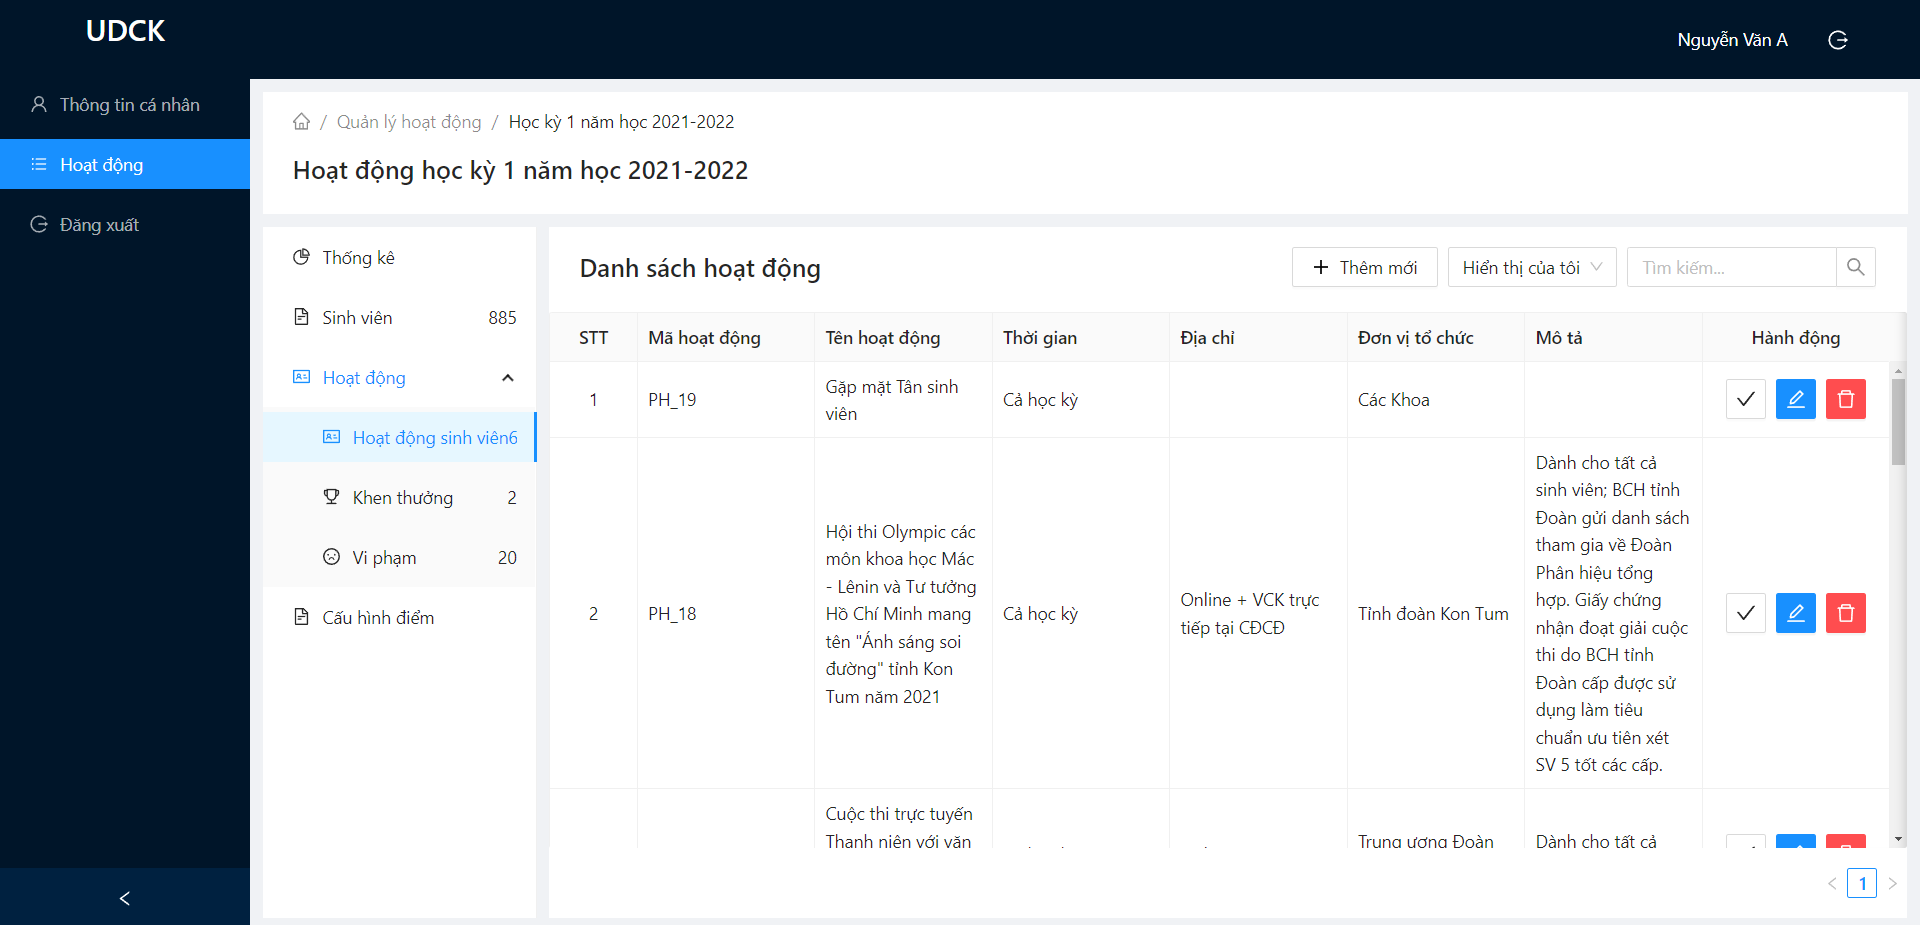 UDCK
Nguyễn Văn A
Thông tin cá nhân
Hoạt động
Đăng xuất
/ Quản lý hoạt động / Học kỳ 1 năm học 2021-2022
Hoạt động học kỳ 1 năm học 2021-2022
Thống kê
Sinh viên 885
Hoạt động
Hoạt động sinh viên6
Khen thưởng 2
Vi phạm 20
Cấu hình điểm
Danh sách hoạt động
Thêm mới
Hiển thị của tôi
Tìm kiếm...
STT Mã hoạt động Tên hoạt động Thời gian Địa chỉ Đơn vị tổ chức Mô tả Hành động
1
PH_19
Gặp mặt Tân sinh
viên
Cả học kỳ
Các Khoa
2
PH_18
Hội thi Olympic các
môn khoa học Mác
- Lênin và Tư tưởng
Hồ Chí Minh mang
tên "Ánh sáng soi
đường" tỉnh Kon
Tum năm 2021
Cả học kỳ
Online + VCK trực
tiếp tại CĐCĐ
Tỉnh đoàn Kon Tum
Dành cho tất cả
sinh viên; BCH tỉnh
Đoàn gửi danh sách
tham gia về Đoàn
Phân hiệu tổng
hợp. Giấy chứng
nhận đoạt giải cuộc
thi do BCH tỉnh
Đoàn cấp được sử
dụng làm tiêu
chuẩn ưu tiên xét
SV 5 tốt các cấp.
Cuộc thi trực tuyến
Thanh niên với văn
Trung ương Đoàn
Dành cho tất cả
1